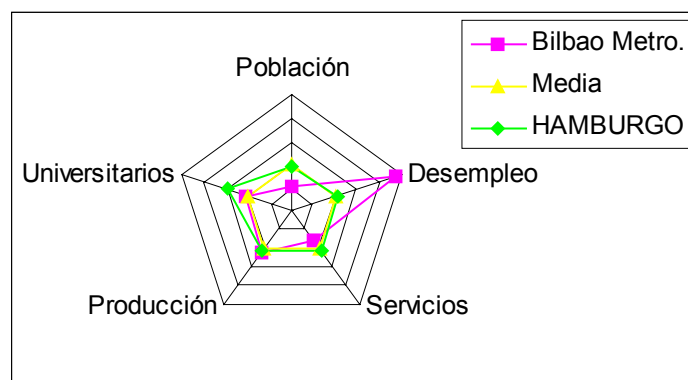 Bilbao Metro.
Media
HAMBURGO
Población
Universitarios
Desempleo
Producción
Servicios